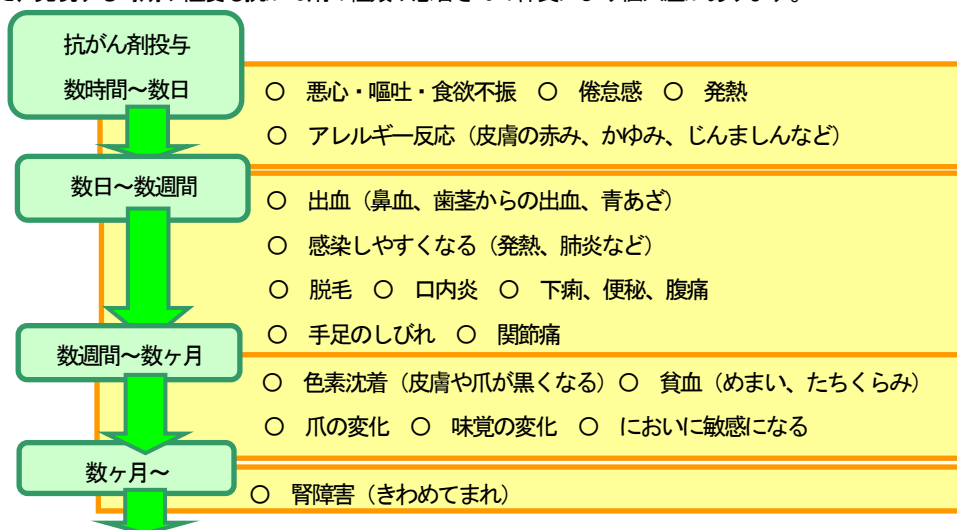 抗がん剤投与
数時間～数日
○ 悪心・嘔吐・食欲不振 ○ 倦怠感 ○ 発熱
○ アレルギー反応（皮膚の赤み、かゆみ、じんましんなど）
数日～数週間
○ 出血（鼻血、歯茎からの出血、青あざ）
○ 感染しやすくなる（発熱、肺炎など）
○ 脱毛 ○ 口内炎 ○ 下痢、便秘、腹痛
○ 手足のしびれ ○ 関節痛
数週間～数ヶ月
○ 色素沈着（皮膚や爪が黒くなる）○ 貧血（めまい、たちくらみ）
○ 爪の変化 ○ 味覚の変化 ○ においに敏感になる
数ヶ月～
○ 腎障害（きわめてまれ）